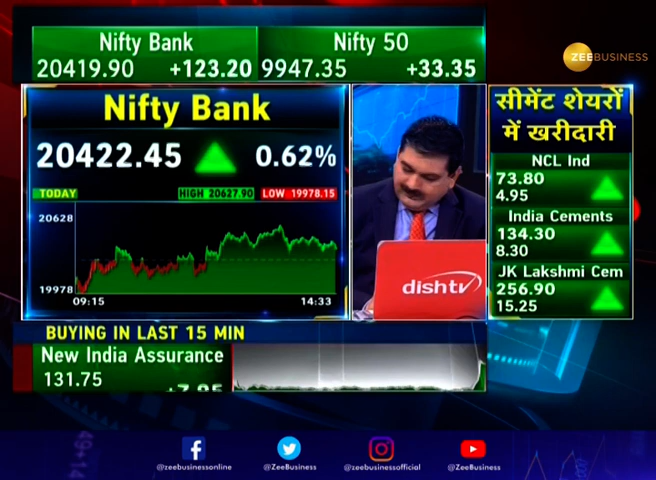 Nifty Bank
20419.90 +123.20
Nifty 50
9947.35 +33.35
ZEE BUSINESS
Nifty Bank
20422.45 0.62%
TODAY HIGH 20627.90 LOW 19978.15
20628
19978
09:15 14:33
dishtv
सीमेंट शेयरों
में खरीदारी
NCL Ind
73.80
4.95
India Cements
134.30
8.30
JK Lakshmi Cem
256.90
15.25
BUYING IN LAST 15 MIN
New India Assurance
131.75
@zeebusinessonline @ZeeBusiness @zeebusinessofficial @ZeeBusiness